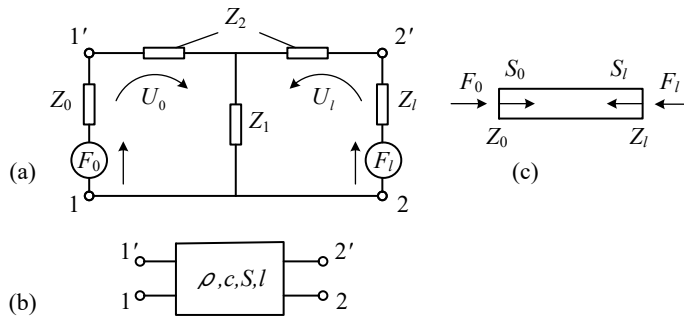 Z₂
1′ 2′
Z₀ U₀ Uₗ Zₗ
Z₁
F₀ Fₗ
(a) 1 2
F₀ S₀ Sₗ Fₗ
Z₀ Zₗ
(c)
1′ 2′
ρ,c,S,l
1 2
(b)